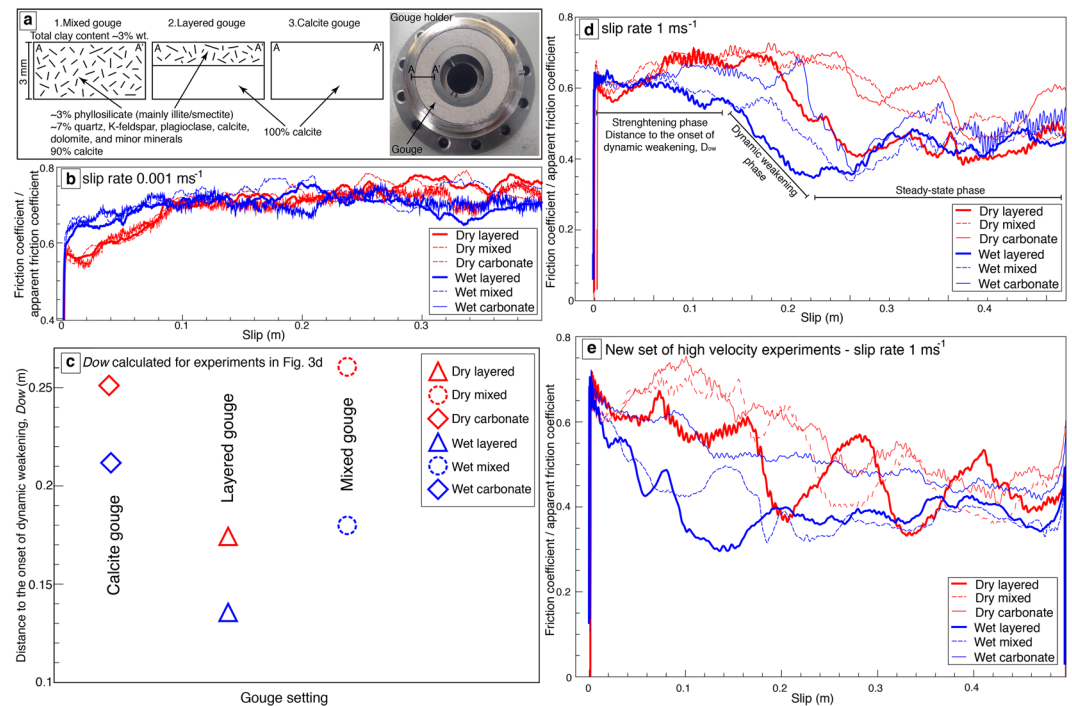 a
1.Mixed gouge
Total clay content ~3% wt.
2.Layered gouge
3.Calcite gouge
Gouge holder
A A'
A A'
A A'
A A'
3 mm
~3% phyllosilicate (mainly illite/smectite)
~7% quartz, K-feldspar, plagioclase, calcite,
dolomite, and minor minerals
90% calcite
100% calcite
Gouge
b slip rate 0.001 ms-1
Friction coefficient /
apparent friction coefficient
0.8
0.6
0.4
0 0.1 0.2 0.3
Slip (m)
Dry layered
Dry mixed
Dry carbonate
Wet layered
Wet mixed
Wet carbonate
c Dow calculated for experiments in Fig. 3d
Distance to the onset of dynamic weakening, Dow (m)
0.25
0.2
0.15
0.1
Calcite gouge
Layered gouge
Mixed gouge
Dry layered
Dry mixed
Dry carbonate
Wet layered
Wet mixed
Wet carbonate
Gouge setting
d slip rate 1 ms-1
Friction coefficient / apparent friction coefficient
0.8
0.6
0.4
0.2
0
Strenghtening phase
Distance to the onset of
dynamic weakening, Dow
Dynamic weakening
phase
Steady-state phase
Dry layered
Dry mixed
Dry carbonate
Wet layered
Wet mixed
Wet carbonate
0 0.1 0.2 0.3 0.4
Slip (m)
e New set of high velocity experiments - slip rate 1 ms-1
Friction coefficient / apparent friction coefficient
0.8
0.6
0.4
0.2
0
Dry layered
Dry mixed
Dry carbonate
Wet layered
Wet mixed
Wet carbonate
0 0.1 0.2 0.3 0.4
Slip (m)